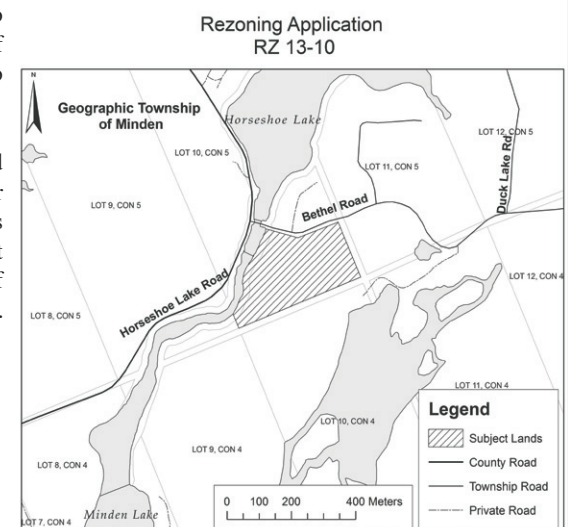 Rezoning Application
RZ 13-10
N
Geographic Township
of Minden
Horseshoe Lake
LOT 10, CON 5
LOT 12, CON 5
LOT 11, CON 5
Duck Lake Rd
LOT 9, CON 5
Bethel Road
LOT 12, CON 4
Horseshoe Lake Road
LOT 8, CON 5
LOT 11, CON 4
LOT 10, CON 4
LOT 9, CON 4
LOT 8, CON 4
LOT 7, CON 4
Minden Lake
Legend
Subject Lands
County Road
Township Road
Private Road
0 100 200 400 Meters